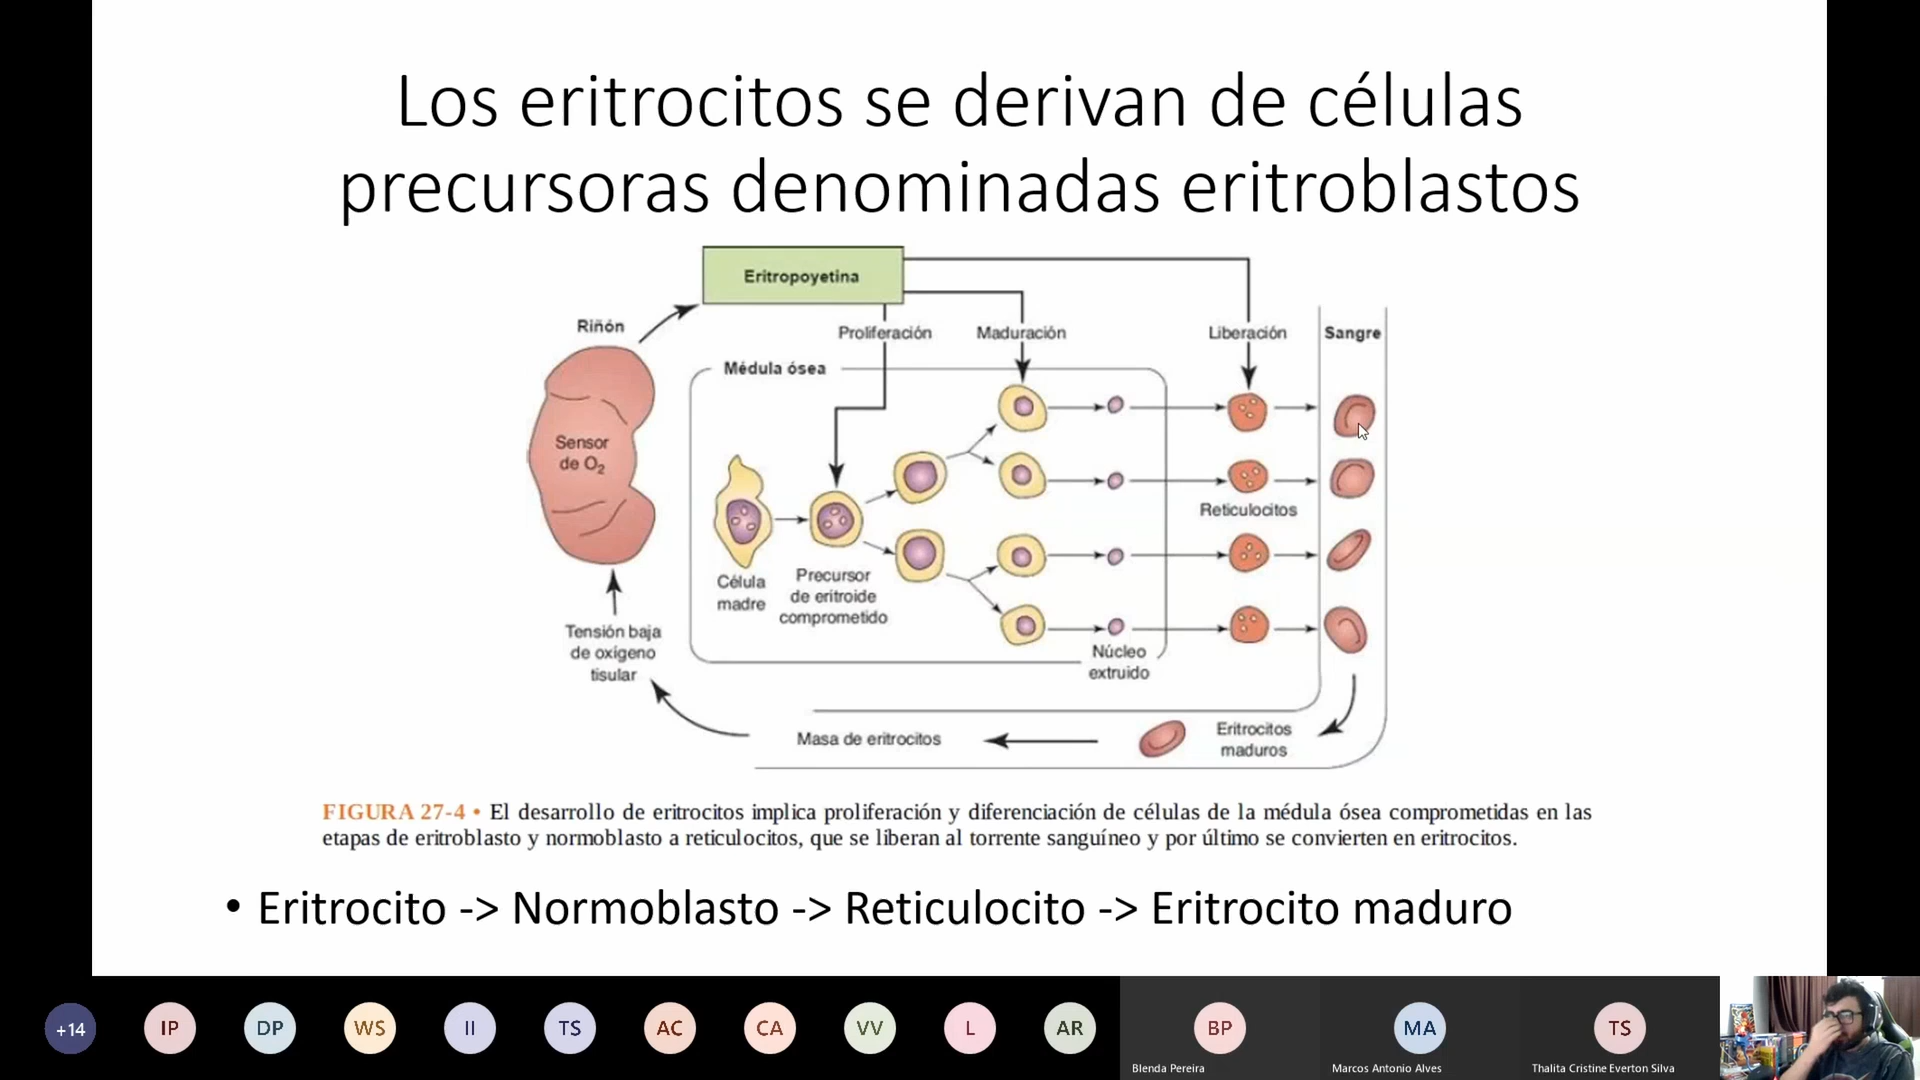 Los eritrocitos se derivan de células
precursoras denominadas eritroblastos
Eritropoyetina
Riñón
Proliferación
Maduración
Liberación
Sangre
Médula ósea
Sensor
de O₂
Reticulocitos
Célula
madre
Precursor
de eritroide
comprometido
Tensión baja
de oxígeno
tisular
Núcleo
extruido
Masa de eritrocitos
Eritrocitos
maduros
FIGURA 27-4 • El desarrollo de eritrocitos implica proliferación y diferenciación de células de la médula ósea comprometidas en las
etapas de eritroblasto y normoblasto a reticulocitos, que se liberan al torrente sanguíneo y por último se convierten en eritrocitos.
• Eritrocito -> Normoblasto -> Reticulocito -> Eritrocito maduro
+14
IP
DP
WS
II
TS
AC
CA
VV
L
AR
BP
MA
TS
Blenda Pereira
Marcos Antonio Alves
Thalita Cristine Everton Silva